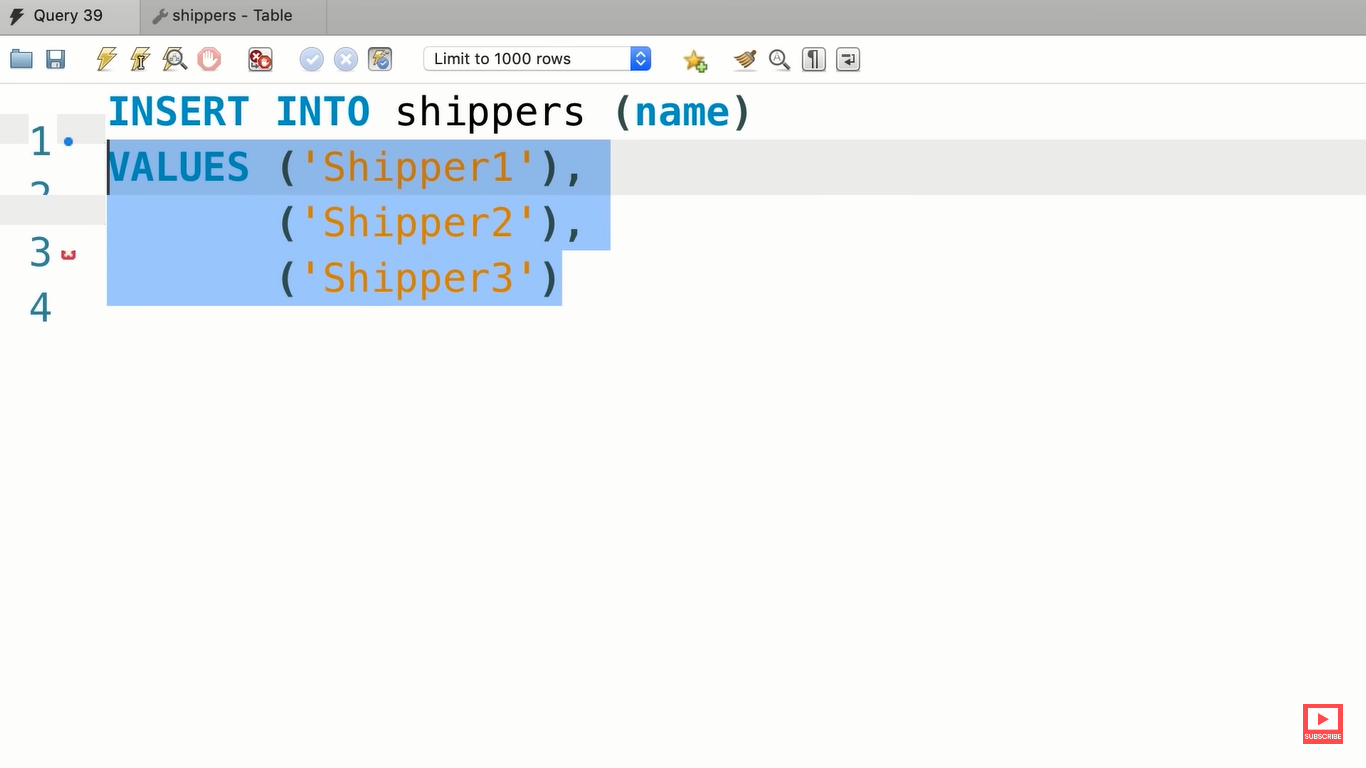 Query 39
shippers - Table
Limit to 1000 rows
1 INSERT INTO shippers (name)
2 VALUES ('Shipper1'),
3 ('Shipper2'),
4 ('Shipper3')
SUBSCRIBE